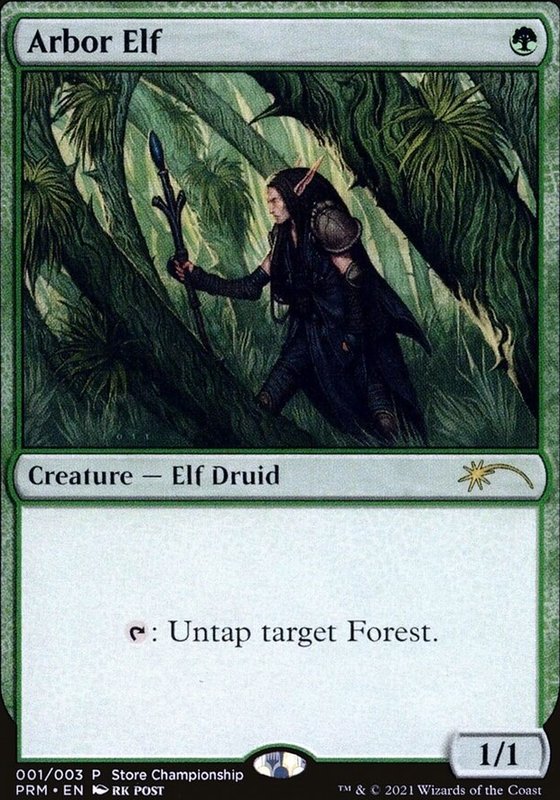 Arbor Elf
Creature — Elf Druid
: Untap target Forest.
1/1
001/003 P Store Championship
PRM • EN RK POST
™ & © 2021 Wizards of the Coast